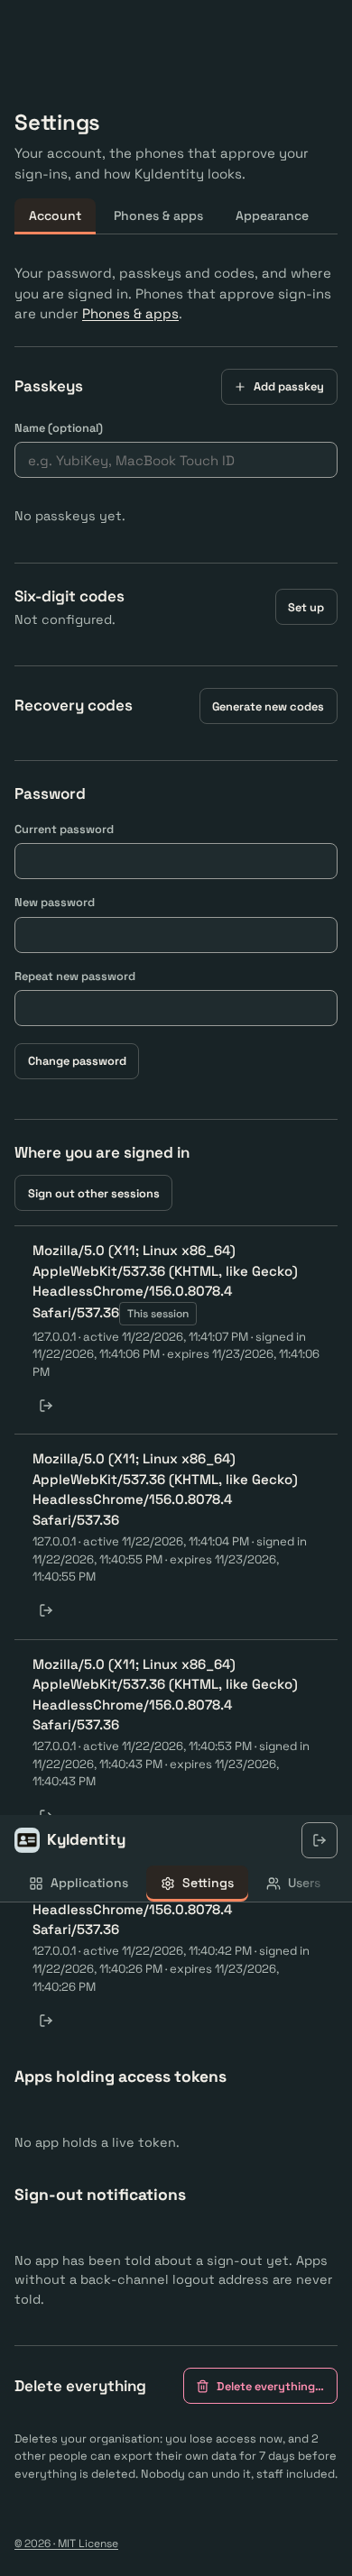 Settings
Your account, the phones that approve your
sign-ins, and how KyIdentity looks.
Account
Phones & apps
Appearance
Your password, passkeys and codes, and where
you are signed in. Phones that approve sign-ins
are under Phones & apps.
Passkeys
Add passkey
Name (optional)
e.g. YubiKey, MacBook Touch ID
No passkeys yet.
Six-digit codes
Not configured.
Set up
Recovery codes
Generate new codes
Password
Current password
New password
Repeat new password
Change password
Where you are signed in
Sign out other sessions
Mozilla/5.0 (X11; Linux x86_64)
AppleWebKit/537.36 (KHTML, like Gecko)
HeadlessChrome/156.0.8078.4
Safari/537.36 This session
127.0.0.1 · active 11/22/2026, 11:41:07 PM · signed in
11/22/2026, 11:41:06 PM · expires 11/23/2026, 11:41:06
PM
Mozilla/5.0 (X11; Linux x86_64)
AppleWebKit/537.36 (KHTML, like Gecko)
HeadlessChrome/156.0.8078.4
Safari/537.36
127.0.0.1 · active 11/22/2026, 11:41:04 PM · signed in
11/22/2026, 11:40:55 PM · expires 11/23/2026,
11:40:55 PM
Mozilla/5.0 (X11; Linux x86_64)
AppleWebKit/537.36 (KHTML, like Gecko)
HeadlessChrome/156.0.8078.4
Safari/537.36
127.0.0.1 · active 11/22/2026, 11:40:53 PM · signed in
11/22/2026, 11:40:43 PM · expires 11/23/2026,
11:40:43 PM
KyIdentity
Applications
Settings
Users
HeadlessChrome/156.0.8078.4
Safari/537.36
127.0.0.1 · active 11/22/2026, 11:40:42 PM · signed in
11/22/2026, 11:40:26 PM · expires 11/23/2026,
11:40:26 PM
Apps holding access tokens
No app holds a live token.
Sign-out notifications
No app has been told about a sign-out yet. Apps
without a back-channel logout address are never
told.
Delete everything
Delete everything...
Deletes your organisation: you lose access now, and 2
other people can export their own data for 7 days before
everything is deleted. Nobody can undo it, staff included.
© 2026 · MIT License